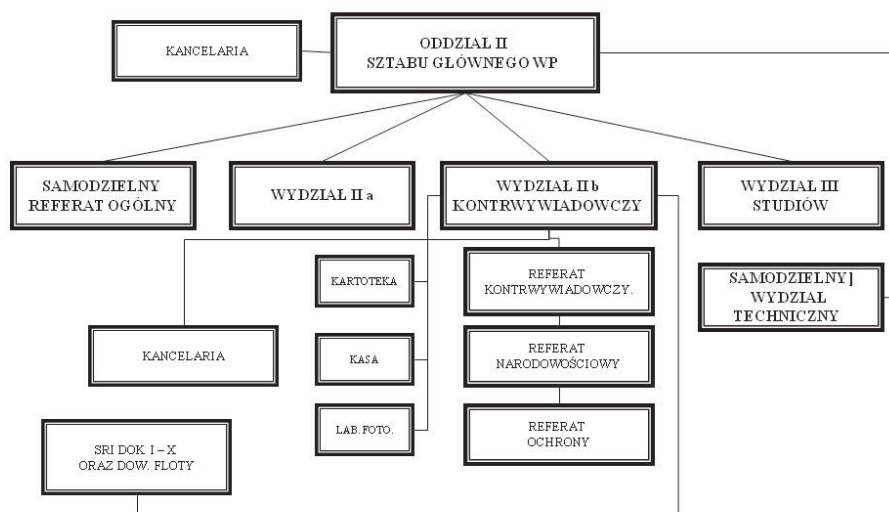 KANCELARIA
ODDZIAŁ II
SZTABU GŁÓWNEGO WP
SAMODZIELNY
REFERAT OGÓLNY
WYDZIAŁ II a
WYDZIAŁ II b
KONTRWYWIADOWCZY
WYDZIAŁ III
STUDIÓW
KARTOTEKA
REFERAT
KONTRWYWIADOWCZY.
SAMODZIELNY]
WYDZIAŁ
TECHNICZNY
KANCELARIA
KASA
REFERAT
NARODOWOŚCIOWY
LAB. FOTO.
REFERAT
OCHRONY
SRI DOK. I – X
ORAZ DOW. FLOTY